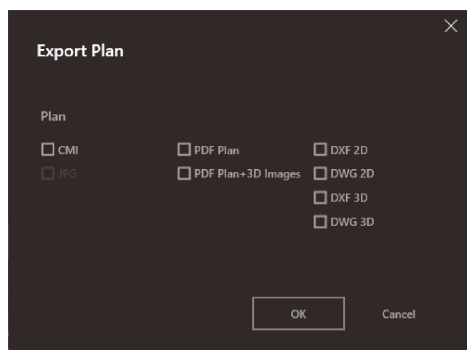 Export Plan
Plan
CMI
PDF Plan
DXF 2D
JPG
PDF Plan+3D Images
DWG 2D
DXF 3D
DWG 3D
OK
Cancel